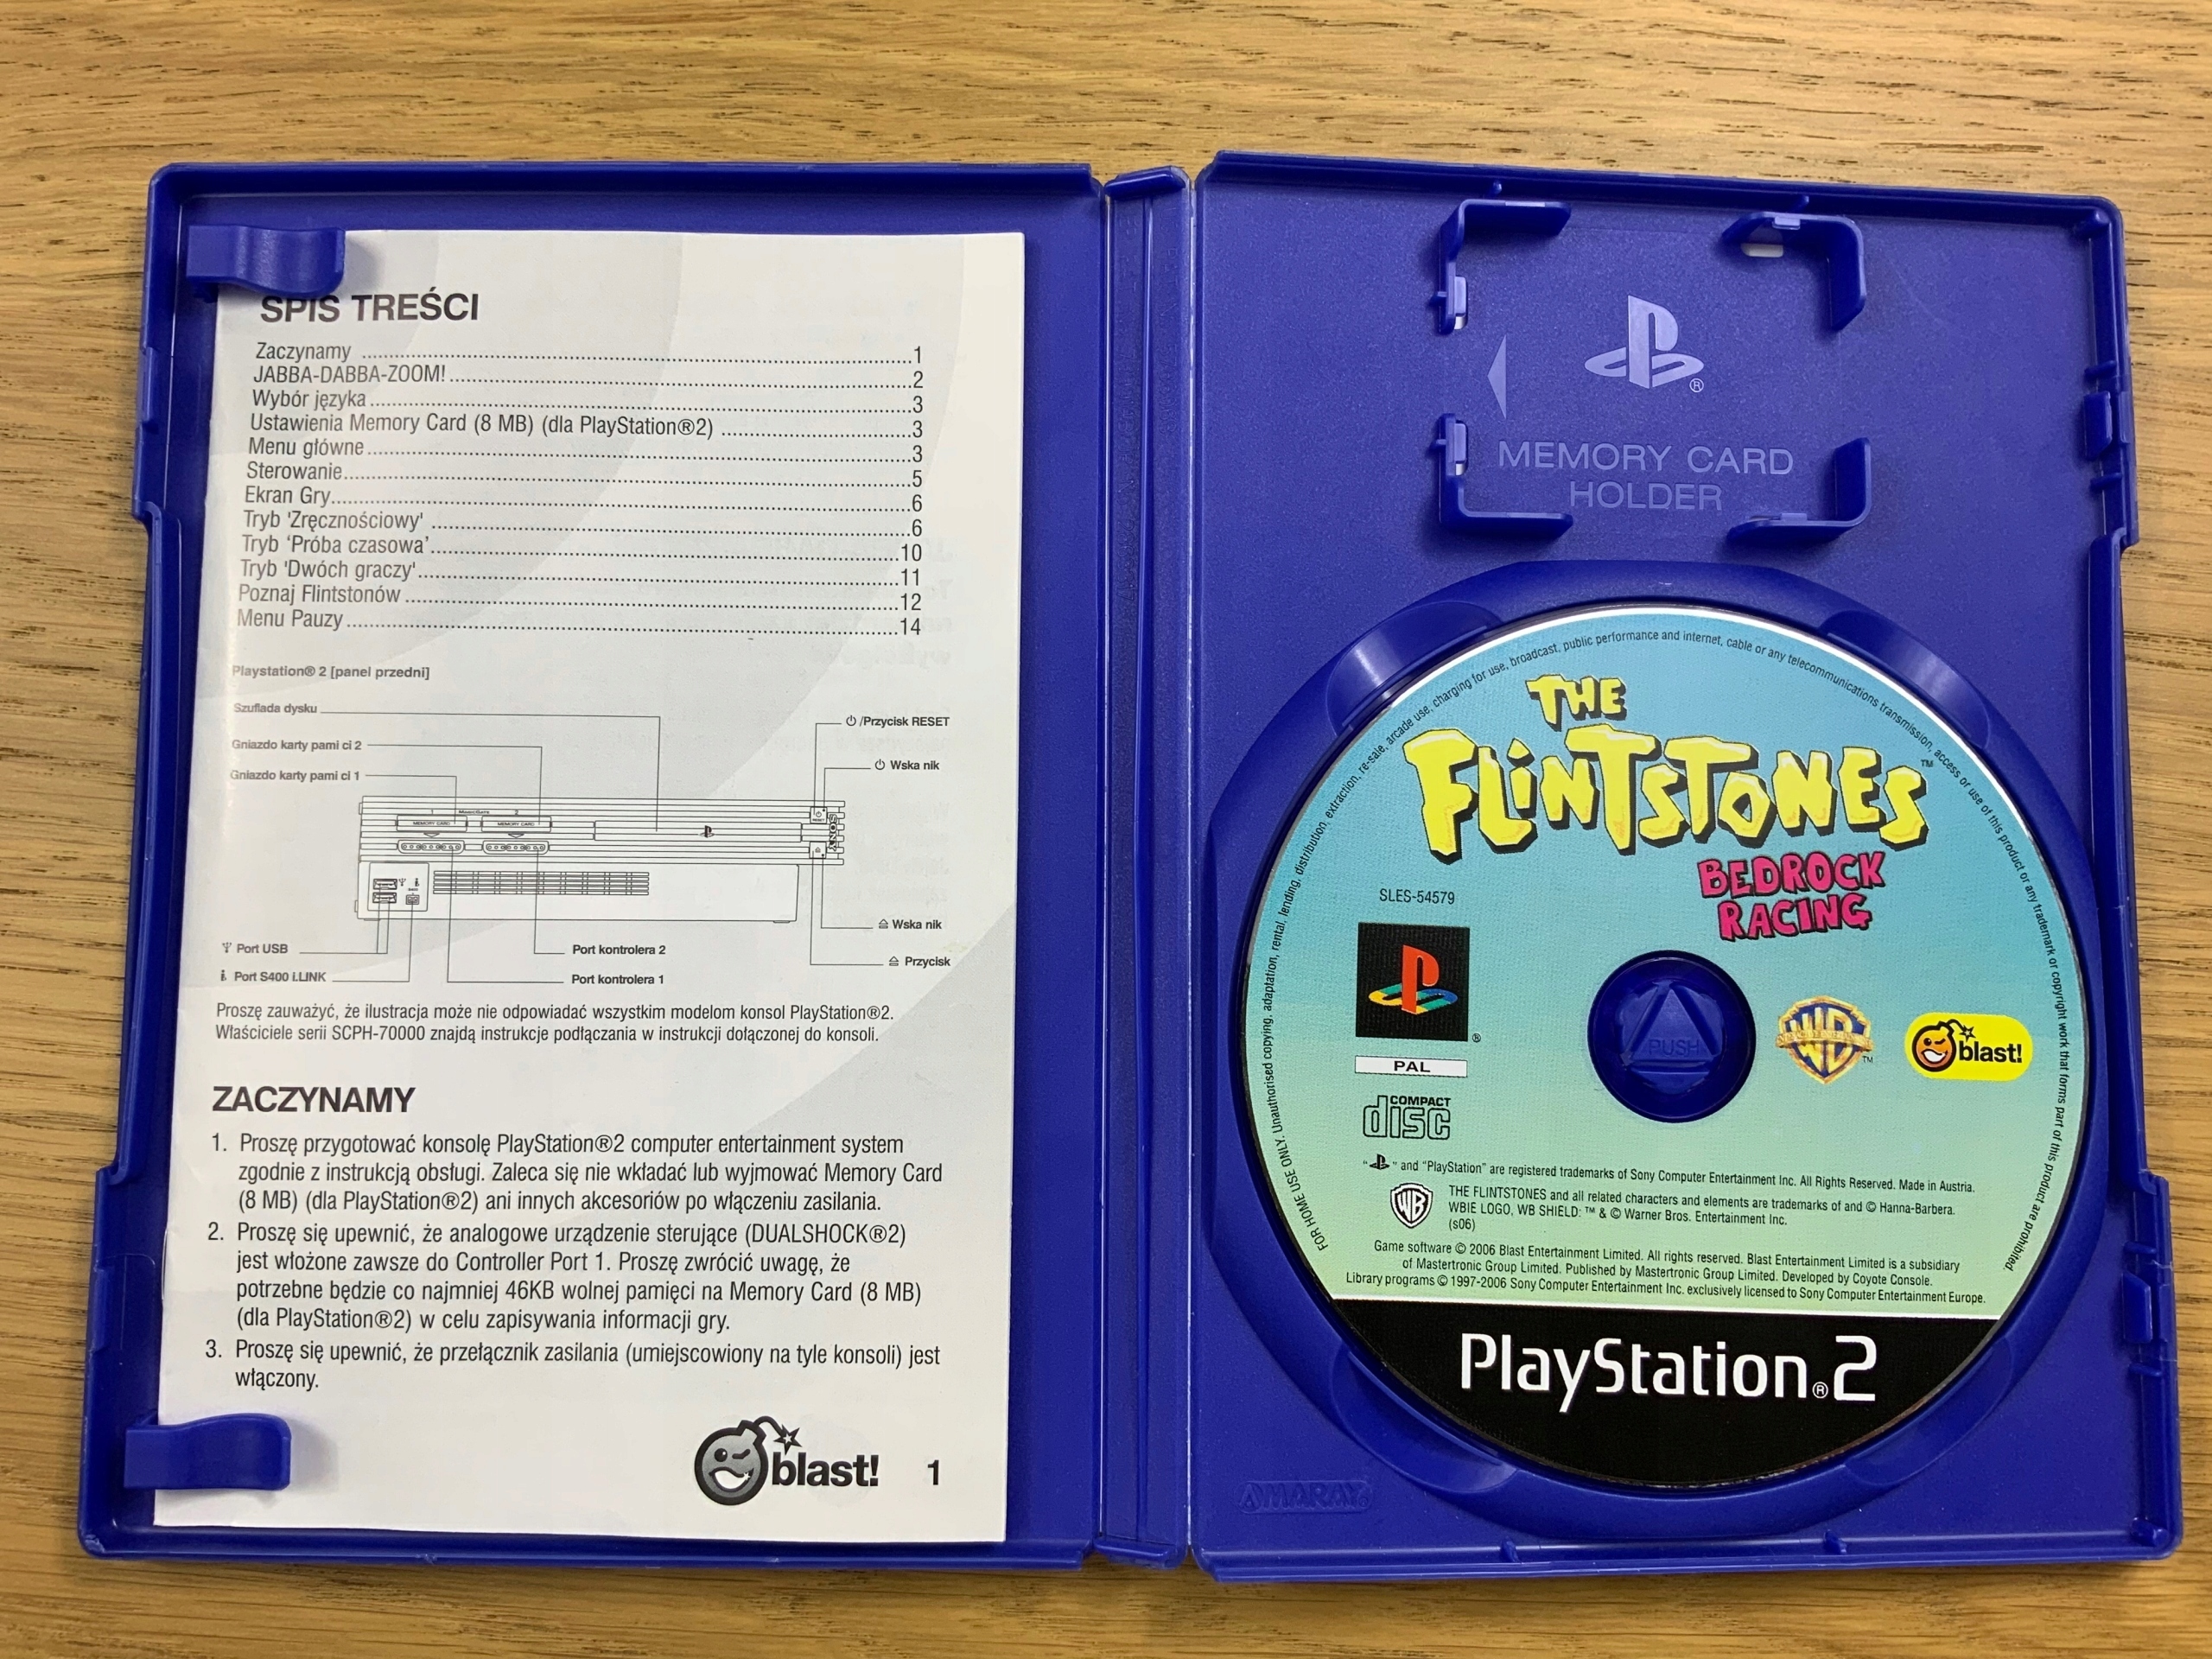 SPIS TREŚCI
Zaczynamy ........ 1
JABBA-DABBA-ZOOM! ........ 2
Wybór języka ........ 3
Ustawienia Memory Card (8 MB) (dla PlayStation®2) ........ 3
Menu główne ........ 3
Sterowanie ........ 5
Ekran Gry ........ 6
Tryb 'Zręcznościowy' ........ 6
Tryb ‘Próba czasowa’ ........ 10
Tryb 'Dwóch graczy' ........ 11
Poznaj Flintstonów ........ 12
Menu Pauzy ........ 14
Playstation® 2 [panel przedni]
Szuflada dysku
Gniazdo karty pami ci 2
Gniazdo karty pami ci 1
/Przycisk RESET
Wska nik
1 MagicGate 2
MEMORY CARD MEMORY CARD
RESET
SONY
S400
Wska nik
Przycisk
Port USB
Port S400 i.LINK
Port kontrolera 2
Port kontrolera 1
Proszę zauważyć, że ilustracja może nie odpowiadać wszystkim modelom konsol PlayStation®2.
Właściciele serii SCPH-70000 znajdą instrukcje podłączania w instrukcji dołączonej do konsoli.
ZACZYNAMY
1. Proszę przygotować konsolę PlayStation®2 computer entertainment system
zgodnie z instrukcją obsługi. Zaleca się nie wkładać lub wyjmować Memory Card
(8 MB) (dla PlayStation®2) ani innych akcesoriów po włączeniu zasilania.
2. Proszę się upewnić, że analogowe urządzenie sterujące (DUALSHOCK®2)
jest włożone zawsze do Controller Port 1. Proszę zwrócić uwagę, że
potrzebne będzie co najmniej 46KB wolnej pamięci na Memory Card (8 MB)
(dla PlayStation®2) w celu zapisywania informacji gry.
3. Proszę się upewnić, że przełącznik zasilania (umiejscowiony na tyle konsoli) jest
włączony.
blast! 1
®
MEMORY CARD
HOLDER
FOR HOME USE ONLY. Unauthorised copying, adaptation, rental, lending, distribution, extraction, re-sale, arcade use, charging for use, broadcast, public performance and internet, cable or any telecommunications transmission, access or use of this product or any trademark or copyright work that forms part of this product are prohibited.
THE
FLINTSTONES™
BEDROCK
RACING
SLES-54579
®
PAL
COMPACT
disc
PUSH
WB ™
blast!
“ ” and “PlayStation” are registered trademarks of Sony Computer Entertainment Inc. All Rights Reserved. Made in Austria.
WB
THE FLINTSTONES and all related characters and elements are trademarks of and © Hanna-Barbera.
WBIE LOGO, WB SHIELD: ™ & © Warner Bros. Entertainment Inc.
(s06)
Game software © 2006 Blast Entertainment Limited. All rights reserved. Blast Entertainment Limited is a subsidiary
of Mastertronic Group Limited. Published by Mastertronic Group Limited. Developed by Coyote Console.
Library programs © 1997-2006 Sony Computer Entertainment Inc. exclusively licensed to Sony Computer Entertainment Europe.
PlayStation®2
AMARAY®